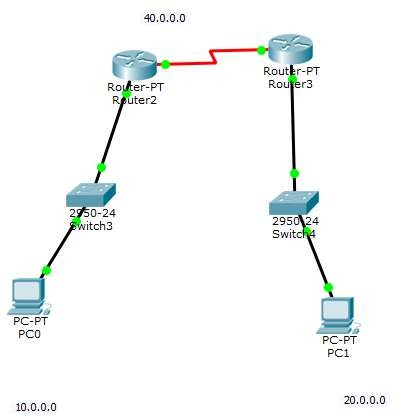 40.0.0.0
Router-PT
Router2
Router-PT
Router3
2950-24
Switch3
2950-24
Switch4
PC-PT
PC0
PC-PT
PC1
10.0.0.0
20.0.0.0